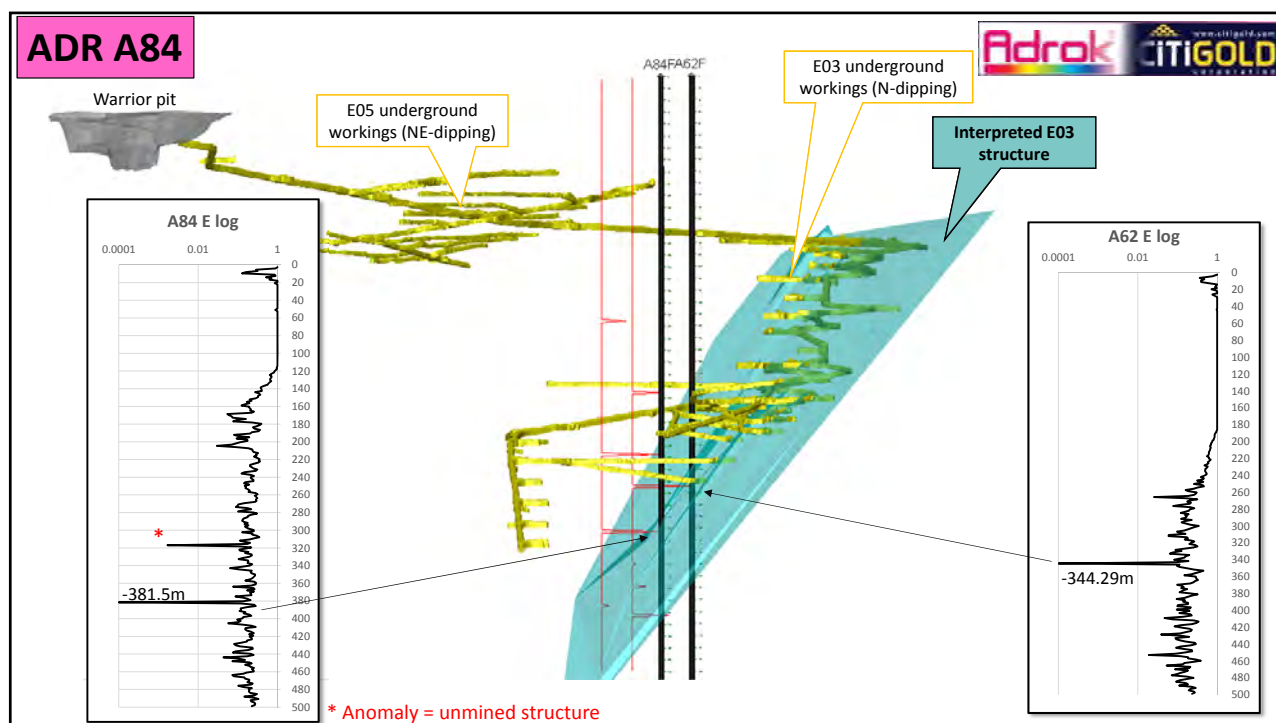 ADR A84
Adrok
www.citigold.com
CITIGOLD
corporation
A84FA62F
Warrior pit
E05 underground
workings (NE-dipping)
E03 underground
workings (N-dipping)
Interpreted E03
structure
A84 E log
0.0001 0.01 1
0
20
40
60
80
100
120
140
160
180
200
220
240
260
280
300
320
340
360
380
400
420
440
460
480
500
*
-381.5m
A62 E log
0.0001 0.01 1
0
20
40
60
80
100
120
140
160
180
200
220
240
260
280
300
320
340
360
380
400
420
440
460
480
500
-344.29m
* Anomaly = unmined structure